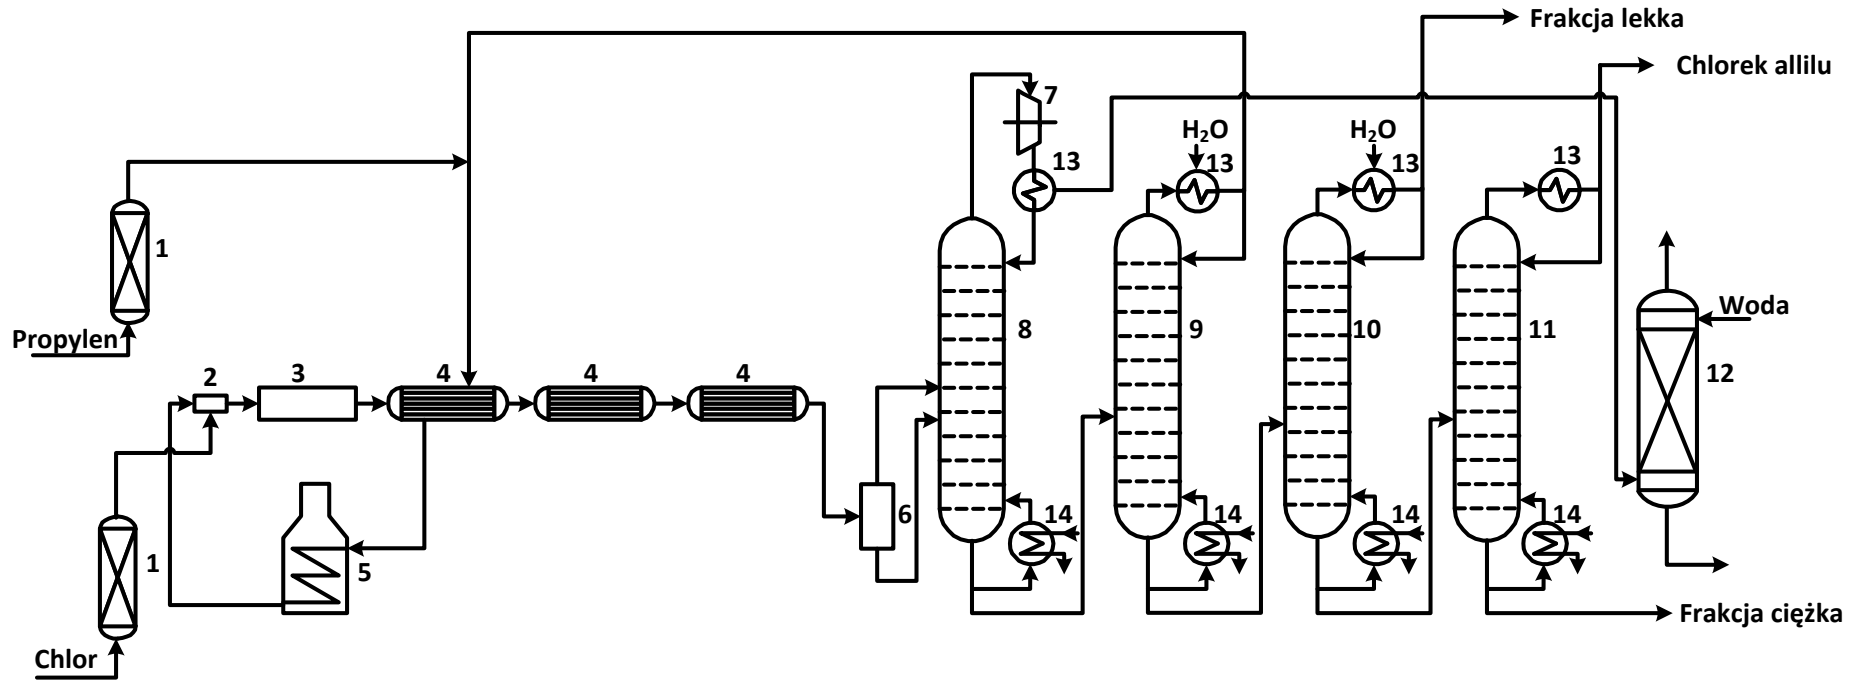 Frakcja lekka
Chlorek allilu
7
H₂O
H₂O
13
13
13
13
1
8
9
10
11
Woda
Propylen
2
3
4
4
4
12
6
14
14
14
14
1
5
Frakcja ciężka
Chlor